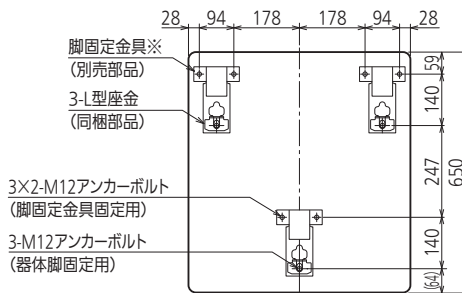 28 94 178 178 94 28
脚固定金具※
(別売部品)
3-L型座金
(同梱部品)
3×2-M12アンカーボルト
(脚固定金具固定用)
3-M12アンカーボルト
(器体脚固定用)
59
140
247
650
140
(64)